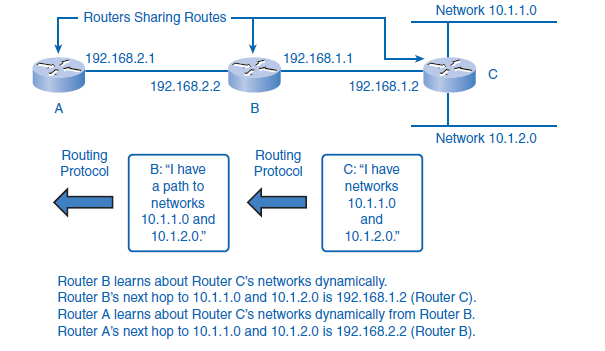 Routers Sharing Routes
Network 10.1.1.0
192.168.2.1
192.168.1.1
192.168.2.2
192.168.1.2
A
B
C
Network 10.1.2.0
Routing
Protocol
B: “I have
a path to
networks
10.1.1.0 and
10.1.2.0.”
Routing
Protocol
C: “I have
networks
10.1.1.0
and
10.1.2.0.”
Router B learns about Router C’s networks dynamically.
Router B’s next hop to 10.1.1.0 and 10.1.2.0 is 192.168.1.2 (Router C).
Router A learns about Router C’s networks dynamically from Router B.
Router A’s next hop to 10.1.1.0 and 10.1.2.0 is 192.168.2.2 (Router B).